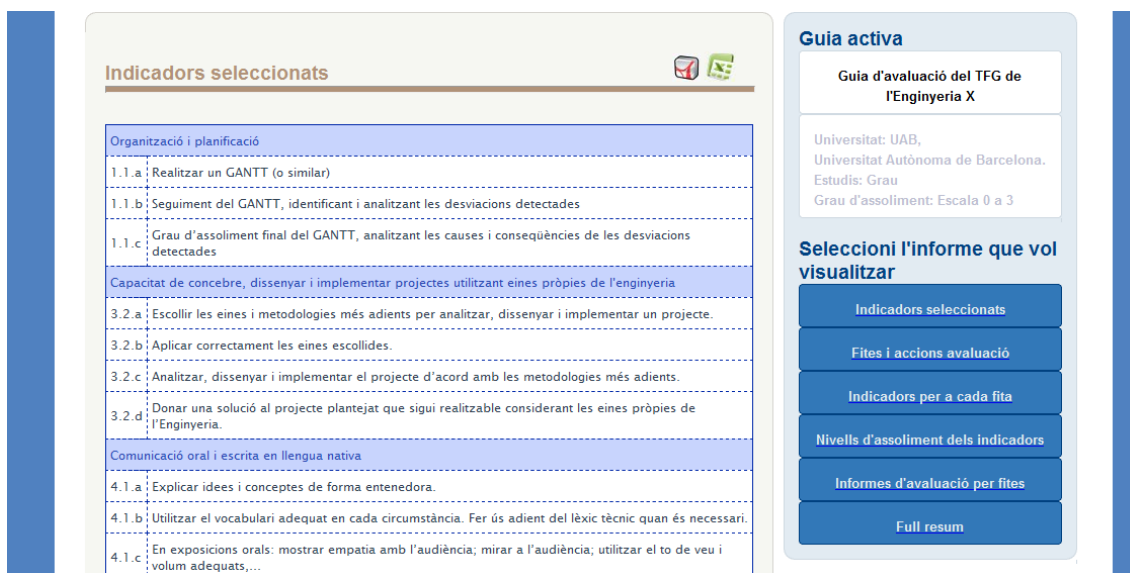 Indicadors seleccionats
Organització i planificació
1.1.a Realitzar un GANTT (o similar)
1.1.b Seguiment del GANTT, identificant i analitzant les desviacions detectades
1.1.c Grau d'assoliment final del GANTT, analitzant les causes i conseqüències de les desviacions
detectades
Capacitat de concebre, dissenyar i implementar projectes utilitzant eines pròpies de l'enginyeria
3.2.a Escollir les eines i metodologies més adients per analitzar, dissenyar i implementar un projecte.
3.2.b Aplicar correctament les eines escollides.
3.2.c Analitzar, dissenyar i implementar el projecte d'acord amb les metodologies més adients.
3.2.d Donar una solució al projecte plantejat que sigui realitzable considerant les eines pròpies de
l'Enginyeria.
Comunicació oral i escrita en llengua nativa
4.1.a Explicar idees i conceptes de forma entenedora.
4.1.b Utilitzar el vocabulari adequat en cada circumstància. Fer ús adient del lèxic tècnic quan és necessari.
4.1.c En exposicions orals: mostrar empatia amb l'audiència; mirar a l'audiència; utilitzar el to de veu i
volum adequats,...
Guia activa
Guia d'avaluació del TFG de
l'Enginyeria X
Universitat: UAB,
Universitat Autònoma de Barcelona.
Estudis: Grau
Grau d'assoliment: Escala 0 a 3
Seleccioni l'informe que vol
visualitzar
Indicadors seleccionats
Fites i accions avaluació
Indicadors per a cada fita
Nivells d'assoliment dels indicadors
Informes d'avaluació per fites
Full resum